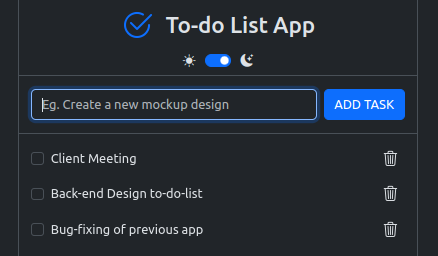 To-do List App
Eg. Create a new mockup design
ADD TASK
Client Meeting
Back-end Design to-do-list
Bug-fixing of previous app